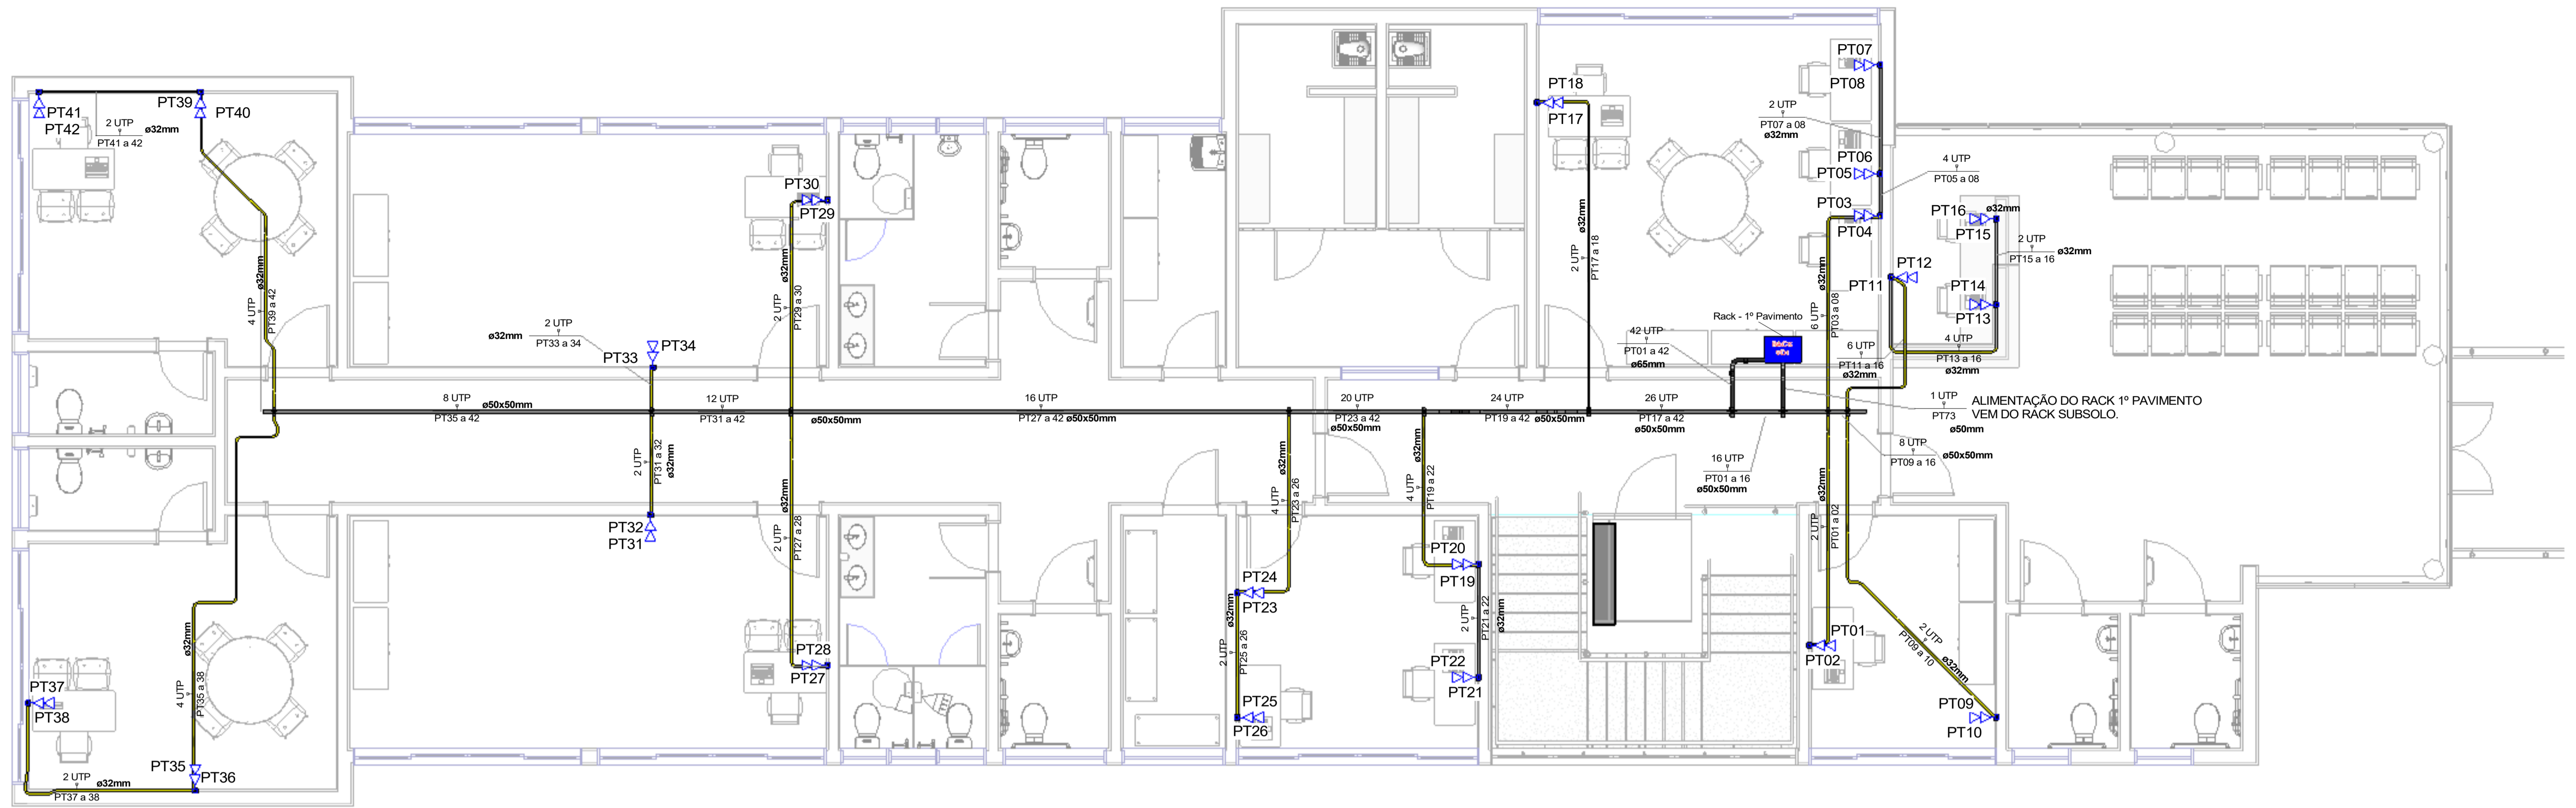 PT07
PT08
2 UTP
PT07 a 08
ø32mm
PT18
PT17
PT39
PT40
PT41
PT42
2 UTP
ø32mm
PT41 a 42
PT06
PT05
4 UTP
PT05 a 08
PT30
PT29
PT03
PT04
PT16
ø32mm
PT15
2 UTP
ø32mm
PT15 a 16
ø32mm
2 UTP
PT17 a 18
ø32mm
4 UTP
PT39 a 42
ø32mm
2 UTP
PT29 a 30
ø32mm
6 UTP
PT03 a 08
PT12
PT11
PT14
PT13
Rack - 1º Pavimento
2 UTP
ø32mm
PT33 a 34
PT34
PT33
42 UTP
PT01 a 42
ø65mm
6 UTP
PT11 a 16
ø32mm
4 UTP
PT13 a 16
ø32mm
8 UTP
PT35 a 42
ø50x50mm
12 UTP
PT31 a 42
ø50x50mm
16 UTP
PT27 a 42
ø50x50mm
20 UTP
PT23 a 42
ø50x50mm
24 UTP
PT19 a 42
ø50x50mm
26 UTP
PT17 a 42
ø50x50mm
1 UTP
PT73
ALIMENTAÇÃO DO RACK 1º PAVIMENTO
VEM DO RACK SUBSOLO.
ø50mm
8 UTP
PT09 a 16
ø50x50mm
16 UTP
PT01 a 16
ø50x50mm
2 UTP
PT31 a 32
ø32mm
ø32mm
2 UTP
PT27 a 28
ø32mm
4 UTP
PT23 a 26
ø32mm
4 UTP
PT19 a 22
ø32mm
2 UTP
PT01 a 02
PT32
PT31
PT20
PT19
PT24
PT23
ø32mm
2 UTP
PT25 a 26
2 UTP
PT21 a 22
ø32mm
PT01
PT02
2 UTP
PT09 a 10
ø32mm
PT28
PT27
PT22
PT21
PT25
PT26
PT09
PT10
ø32mm
4 UTP
PT35 a 38
PT37
PT38
PT35
PT36
2 UTP
ø32mm
PT37 a 38